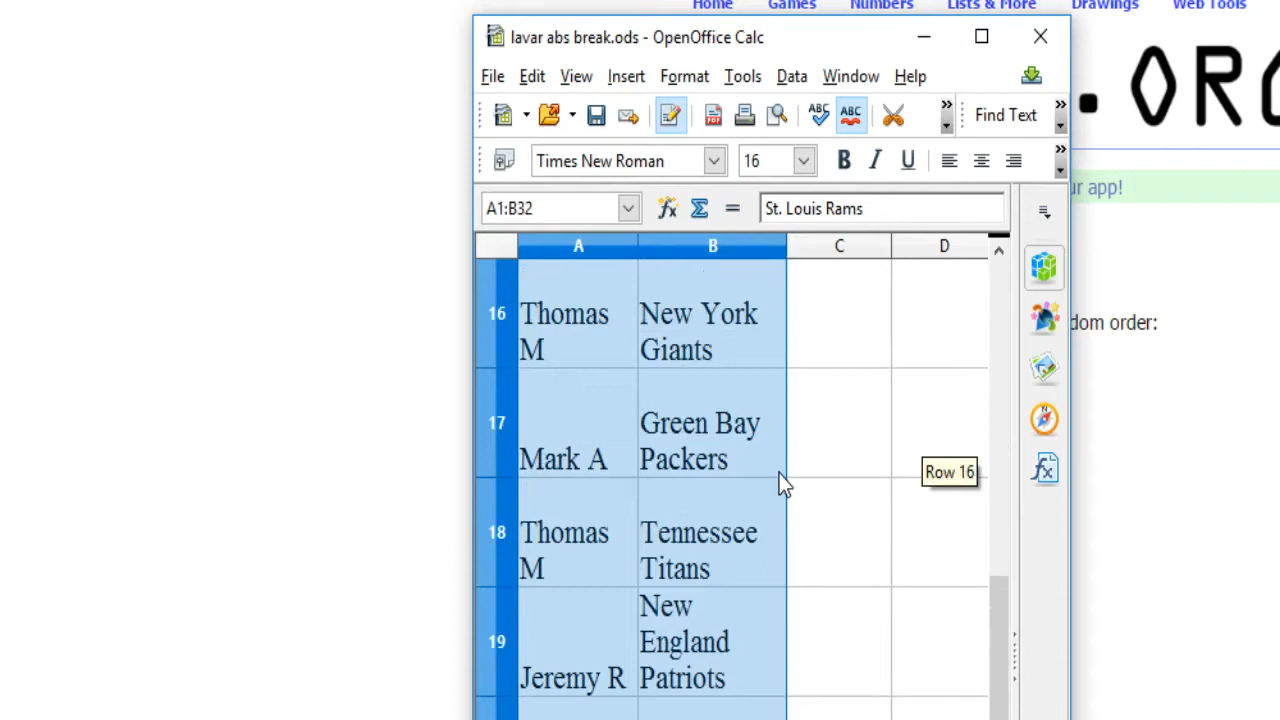 Home Games Numbers Lists & More Drawings Web Tools
lavar abs break.ods - OpenOffice Calc
.ORG
File Edit View Insert Format Tools Data Window Help
ABC ABC Find Text
Times New Roman 16 B I U
ur app!
A1:B32 St. Louis Rams
A B C D
16 Thomas M New York Giants
dom order:
17 Mark A Green Bay Packers
Row 16
18 Thomas M Tennessee Titans
19 Jeremy R New England Patriots